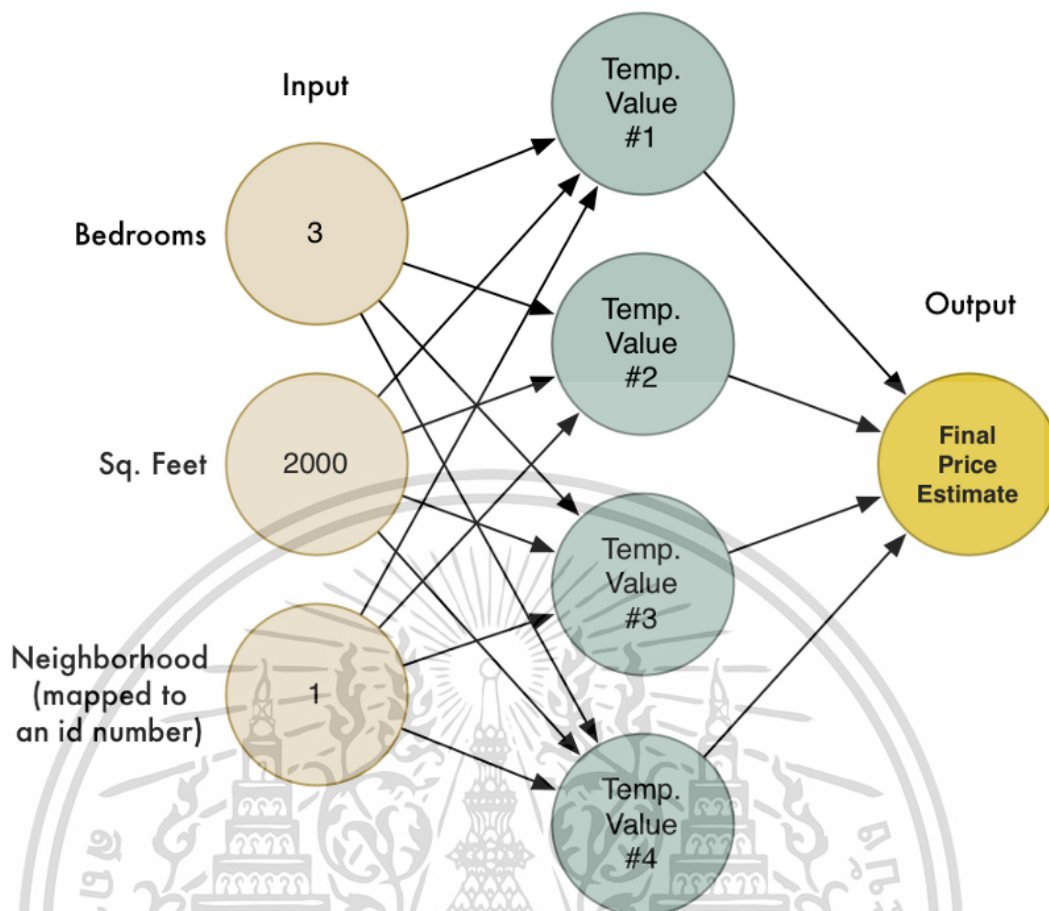 Input
Bedrooms
3
Sq. Feet
2000
Neighborhood
(mapped to
an id number)
1
Temp.
Value
#1
Temp.
Value
#2
Temp.
Value
#3
Temp.
Value
#4
Output
Final
Price
Estimate